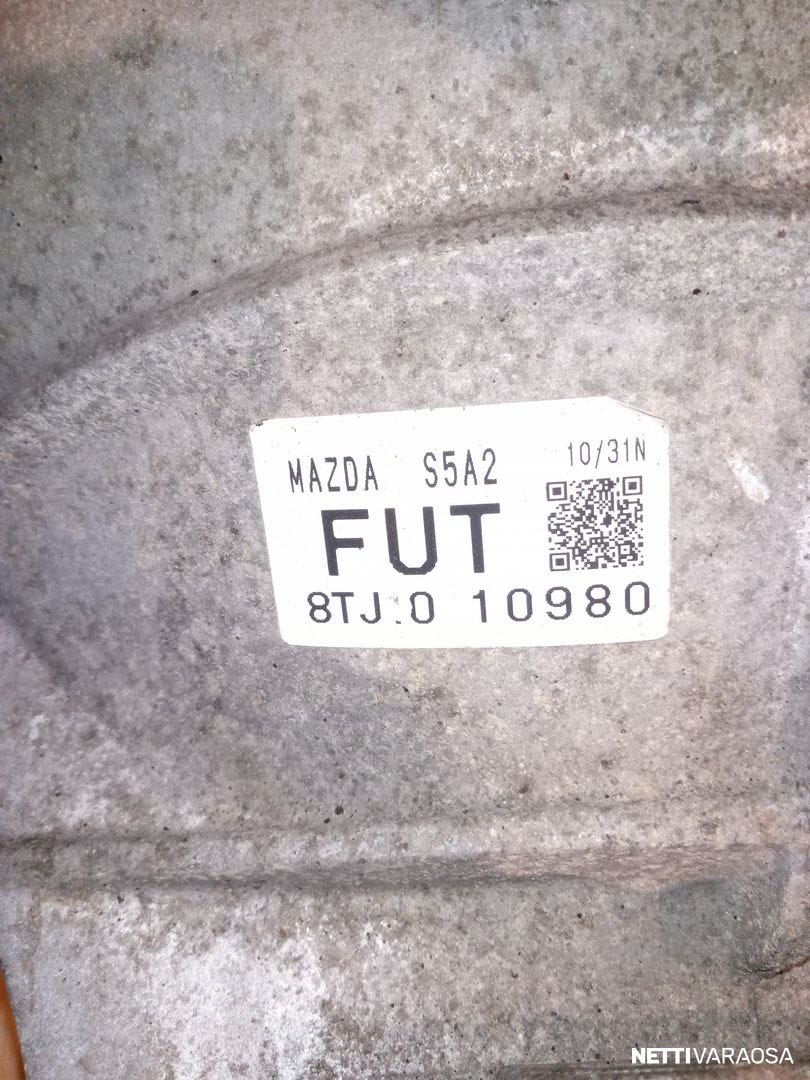 MAZDA S5A2 10/31N
FUT
8TJ.0 10980
NETTIVARAOSA